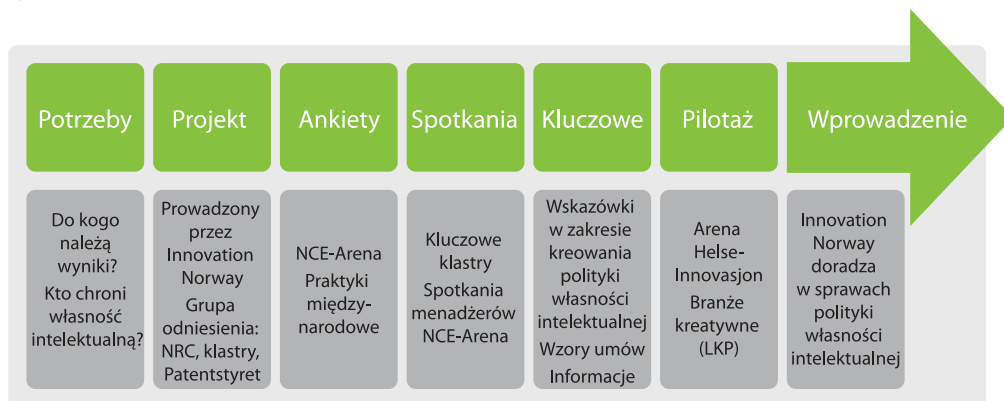 Potrzeby
Projekt
Ankiety
Spotkania
Kluczowe
Pilotaż
Wprowadzenie
Do kogo
należą
wyniki?
Kto chroni
własność
intelektualną?
Prowadzony
przez
Innovation
Norway
Grupa
odniesienia:
NRC, klastry,
Patentstyret
NCE-Arena
Praktyki
między-
narodowe
Kluczowe
klastry
Spotkania
menadżerów
NCE-Arena
Wskazówki
w zakresie
kreowania
polityki
własności
intelektualnej
Wzory umów
Informacje
Arena
Helse-
Innovasjon
Branże
kreatywne
(LKP)
Innovation
Norway
doradza
w sprawach
polityki
własności
intelektualnej